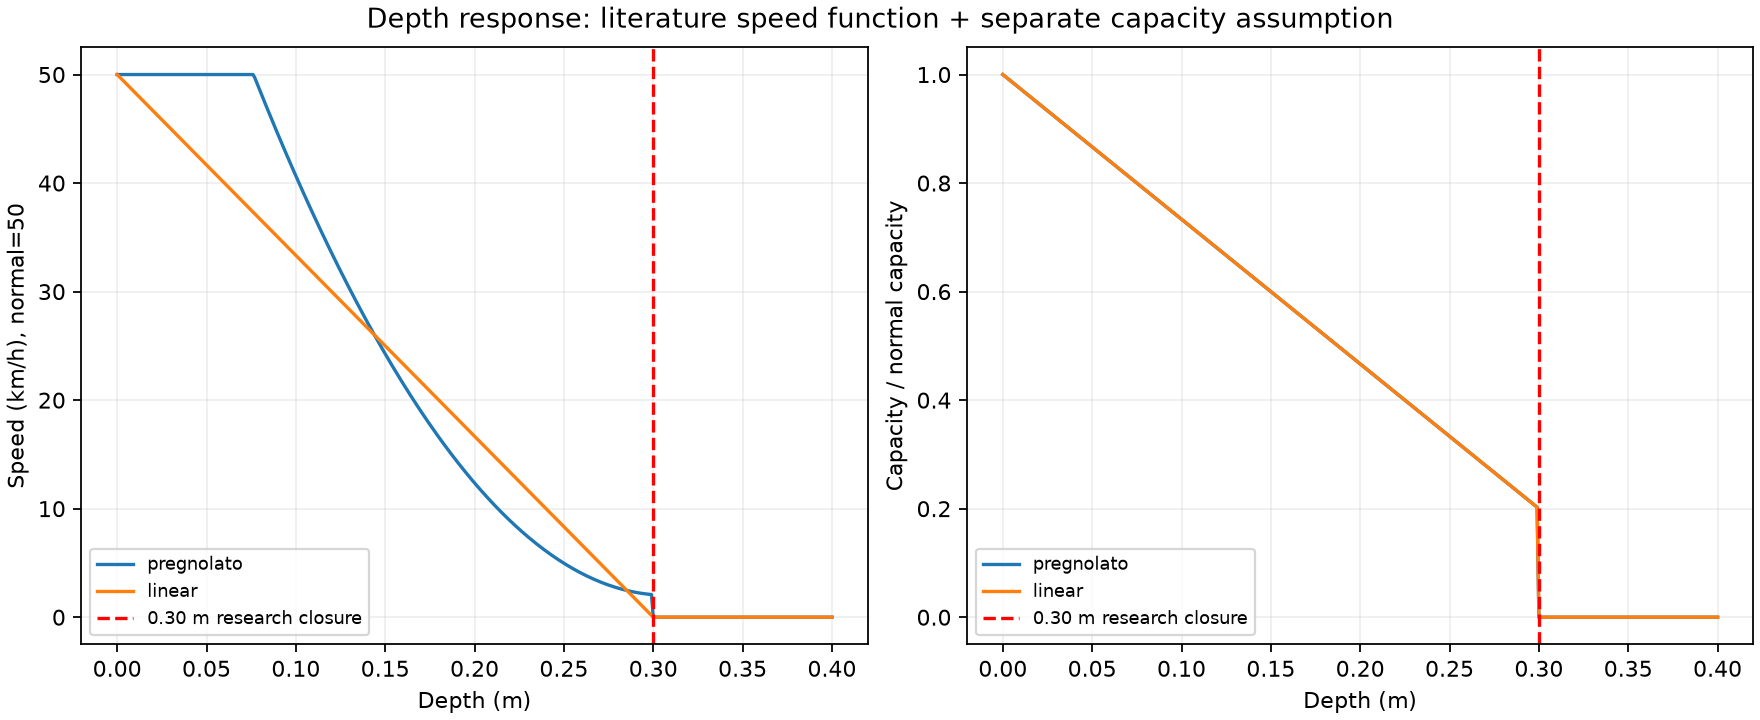 Depth response: literature speed function + separate capacity assumption
Speed (km/h), normal=50
50
40
30
20
10
0
pregnolato
linear
0.30 m research closure
0.00 0.05 0.10 0.15 0.20 0.25 0.30 0.35 0.40
Depth (m)
Capacity / normal capacity
1.0
0.8
0.6
0.4
0.2
0.0
pregnolato
linear
0.30 m research closure
0.00 0.05 0.10 0.15 0.20 0.25 0.30 0.35 0.40
Depth (m)